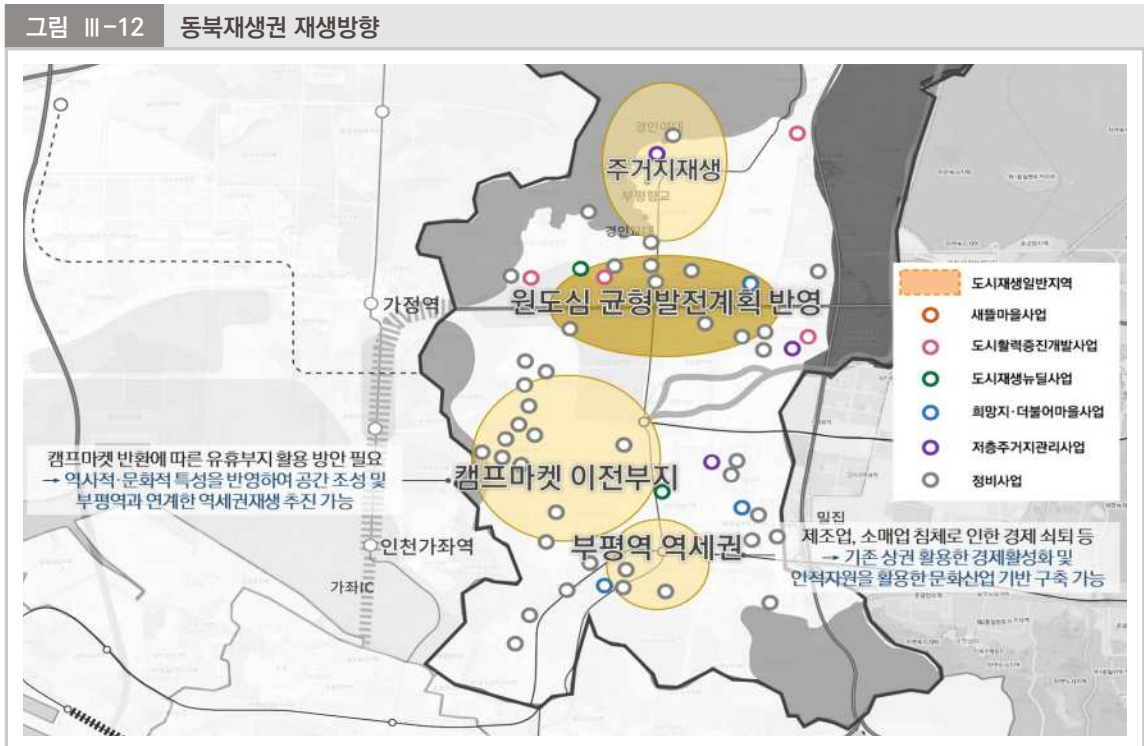 그림 Ⅲ-12 동북재생권 재생방향
경인여대
주거지재생
부평향교
경인교대
원도심 균형발전계획 반영
가정역
도시재생일반지역
새뜰마을사업
도시활력증진개발사업
도시재생뉴딜사업
희망지·더불어마을사업
저층주거지관리사업
정비사업
캠프마켓 반환에 따른 유휴부지 활용 방안 필요
→ 역사적·문화적 특성을 반영하여 공간 조성 및
부평역과 연계한 역세권재생 추진 가능
캠프마켓 이전부지
부평역 역세권
밀진
제조업, 소매업 침체로 인한 경제 쇠퇴 등
→ 기존 상권 활용한 경제활성화 및
인적자원을 활용한 문화산업 기반 구축 가능
인천가좌역
가좌IC